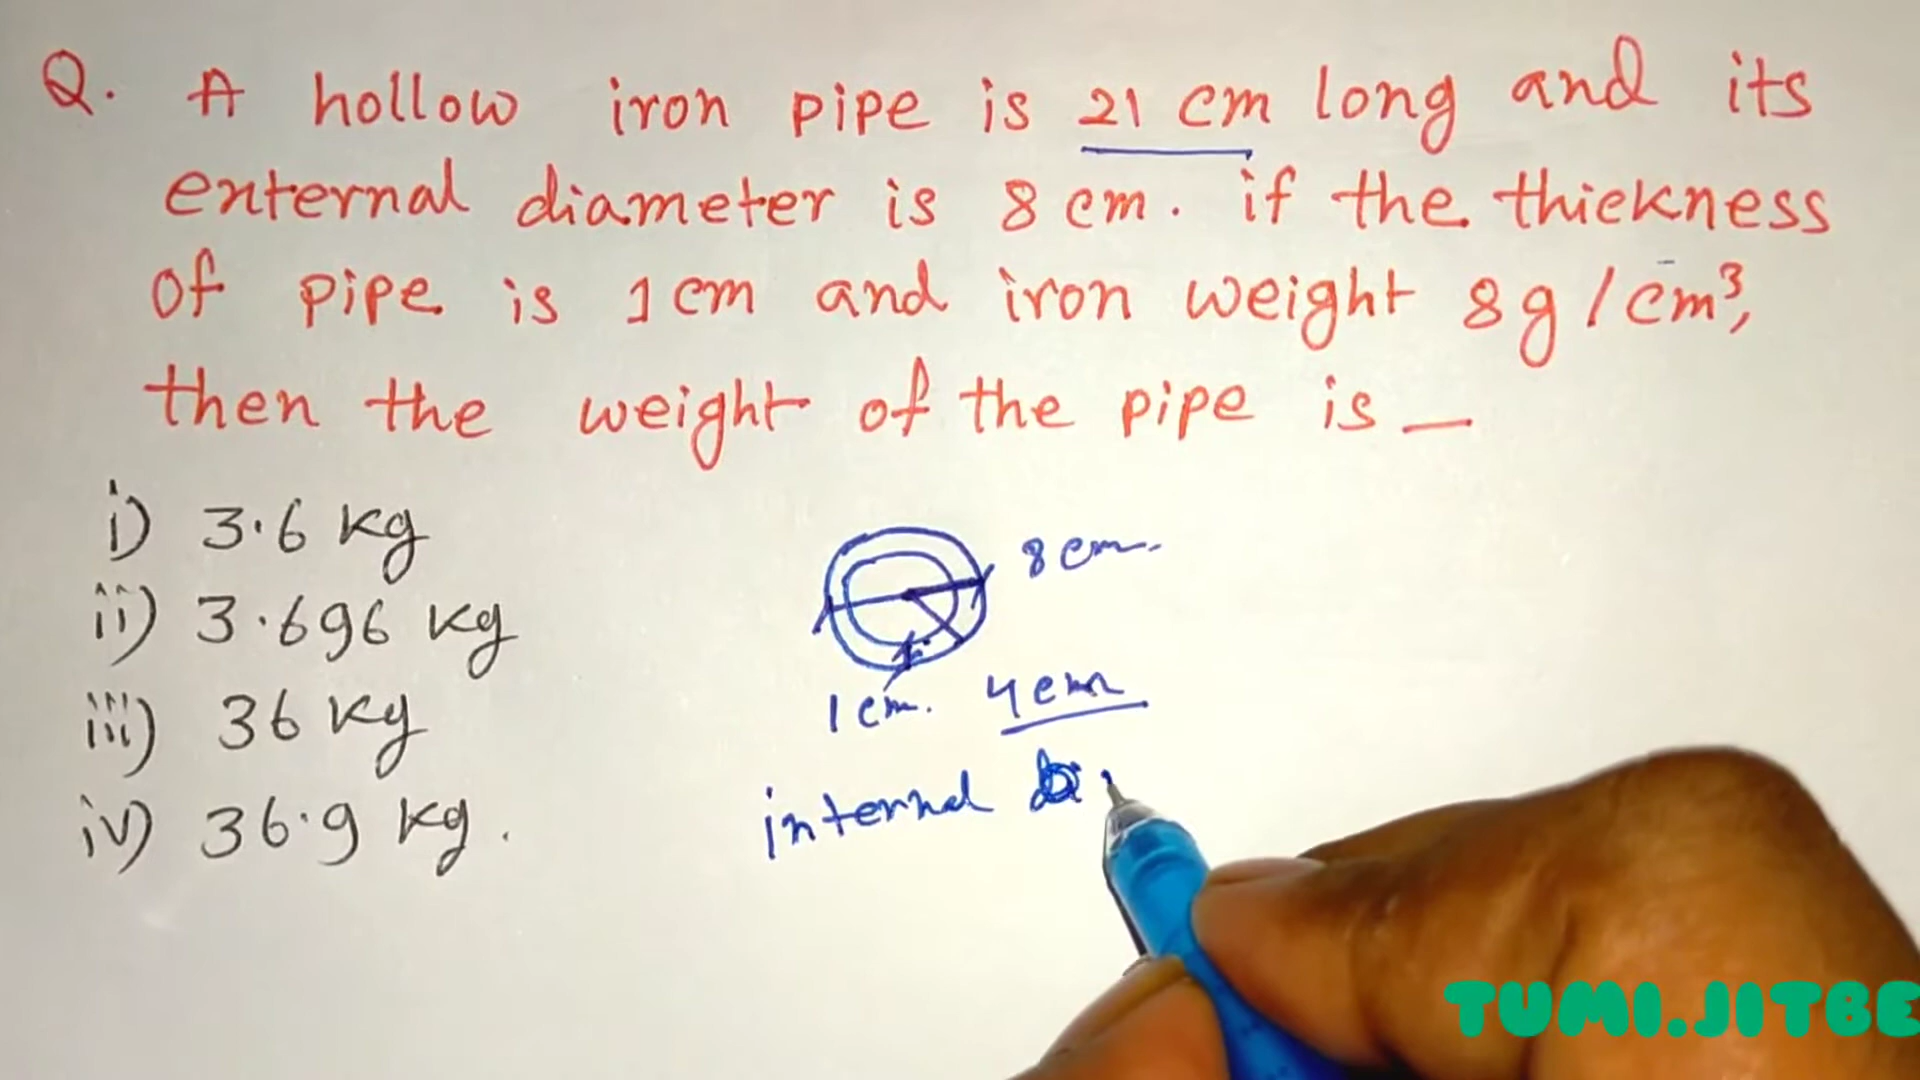 Q. A hollow iron pipe is 21 cm long and its
external diameter is 8 cm. if the thickness
of pipe is 1 cm and iron weight 8g/cm³,
then the weight of the pipe is _
i) 3.6 kg
ii) 3.696 kg
iii) 36 kg
iv) 36.9 kg.
8 cm.
1 cm. 4 cm
internal
TUMI.JITBE